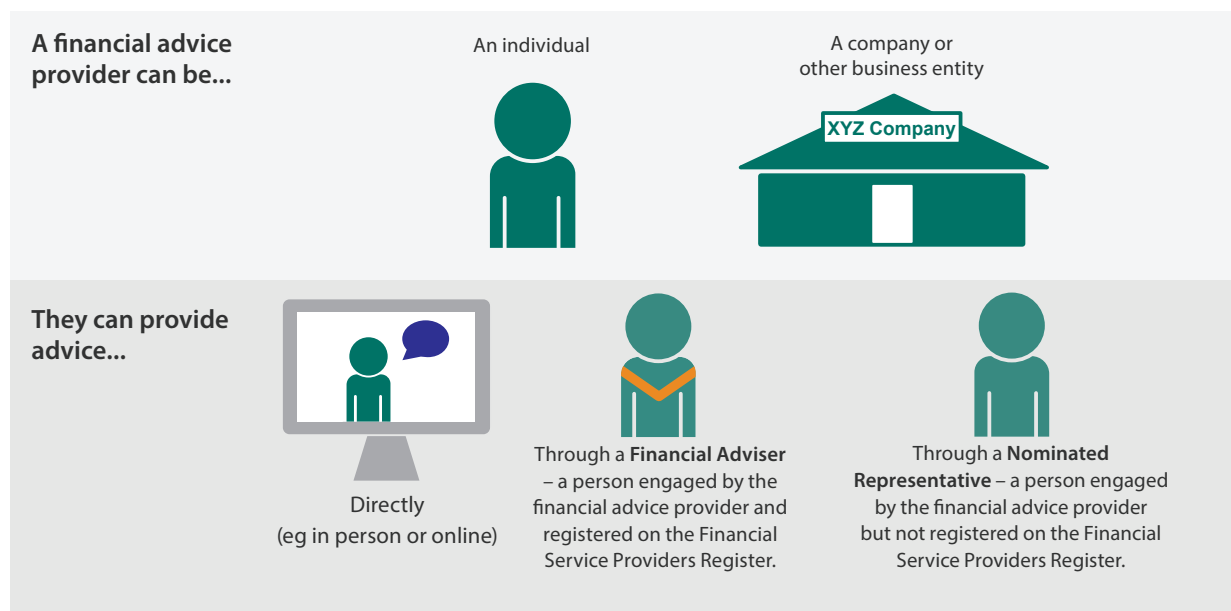 A financial advice
provider can be...
An individual
A company or
other business entity
XYZ Company
They can provide
advice...
Directly
(eg in person or online)
Through a Financial Adviser
– a person engaged by the
financial advice provider and
registered on the Financial
Service Providers Register.
Through a Nominated
Representative – a person engaged
by the financial advice provider
but not registered on the Financial
Service Providers Register.